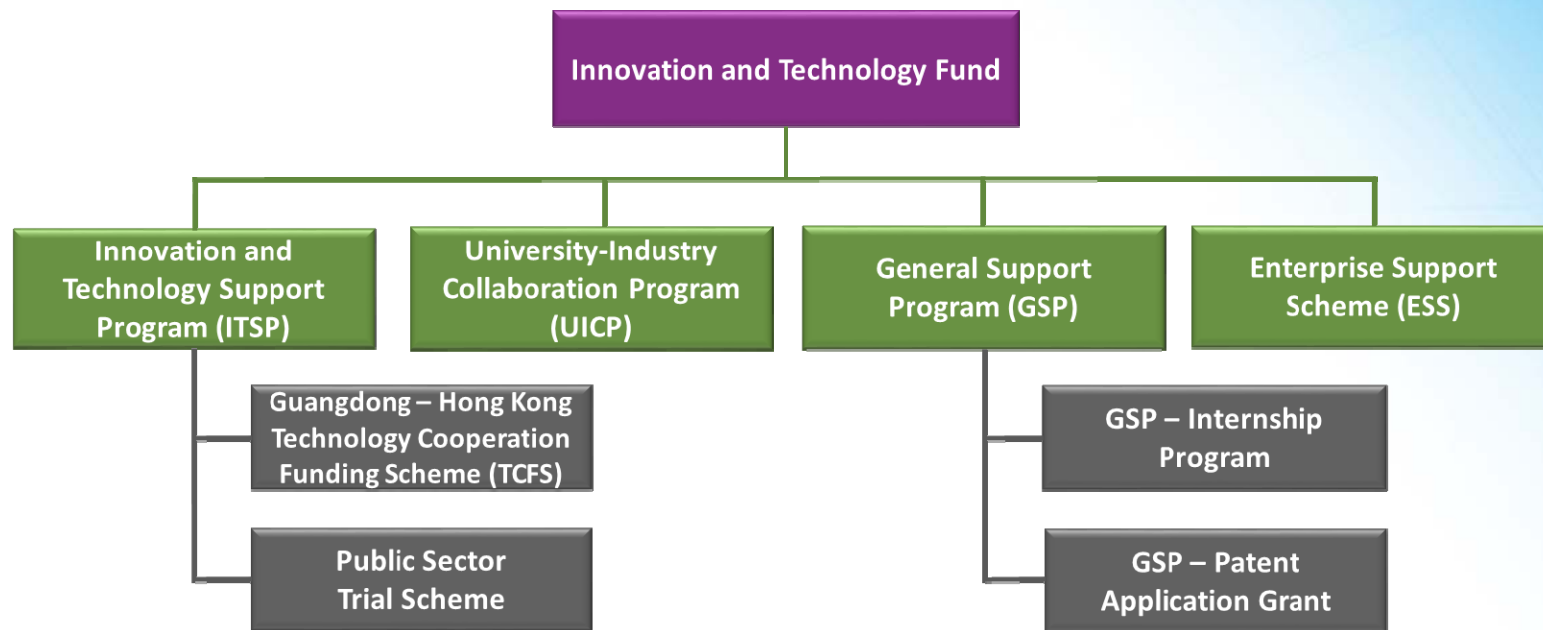 Innovation and Technology Fund
Innovation and
Technology Support
Program (ITSP)
University-Industry
Collaboration Program
(UICP)
General Support
Program (GSP)
Enterprise Support
Scheme (ESS)
Guangdong – Hong Kong
Technology Cooperation
Funding Scheme (TCFS)
Public Sector
Trial Scheme
GSP – Internship
Program
GSP – Patent
Application Grant